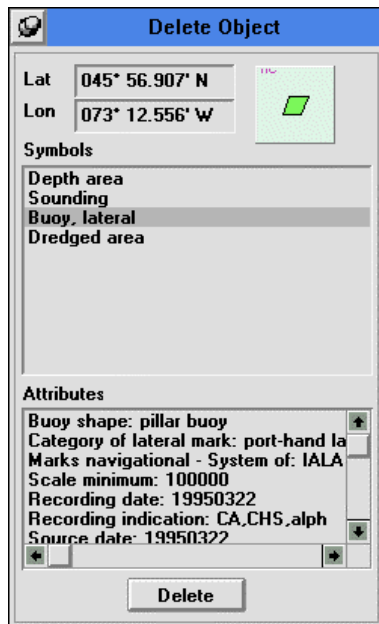 Delete Object
Lat 045° 56.907' N
Lon 073° 12.556' W
Symbols
Depth area
Sounding
Buoy, lateral
Dredged area
Attributes
Buoy shape: pillar buoy
Category of lateral mark: port-hand la
Marks navigational - System of: IALA
Scale minimum: 100000
Recording date: 19950322
Recording indication: CA,CHS,alph
Source date: 19950322
Delete